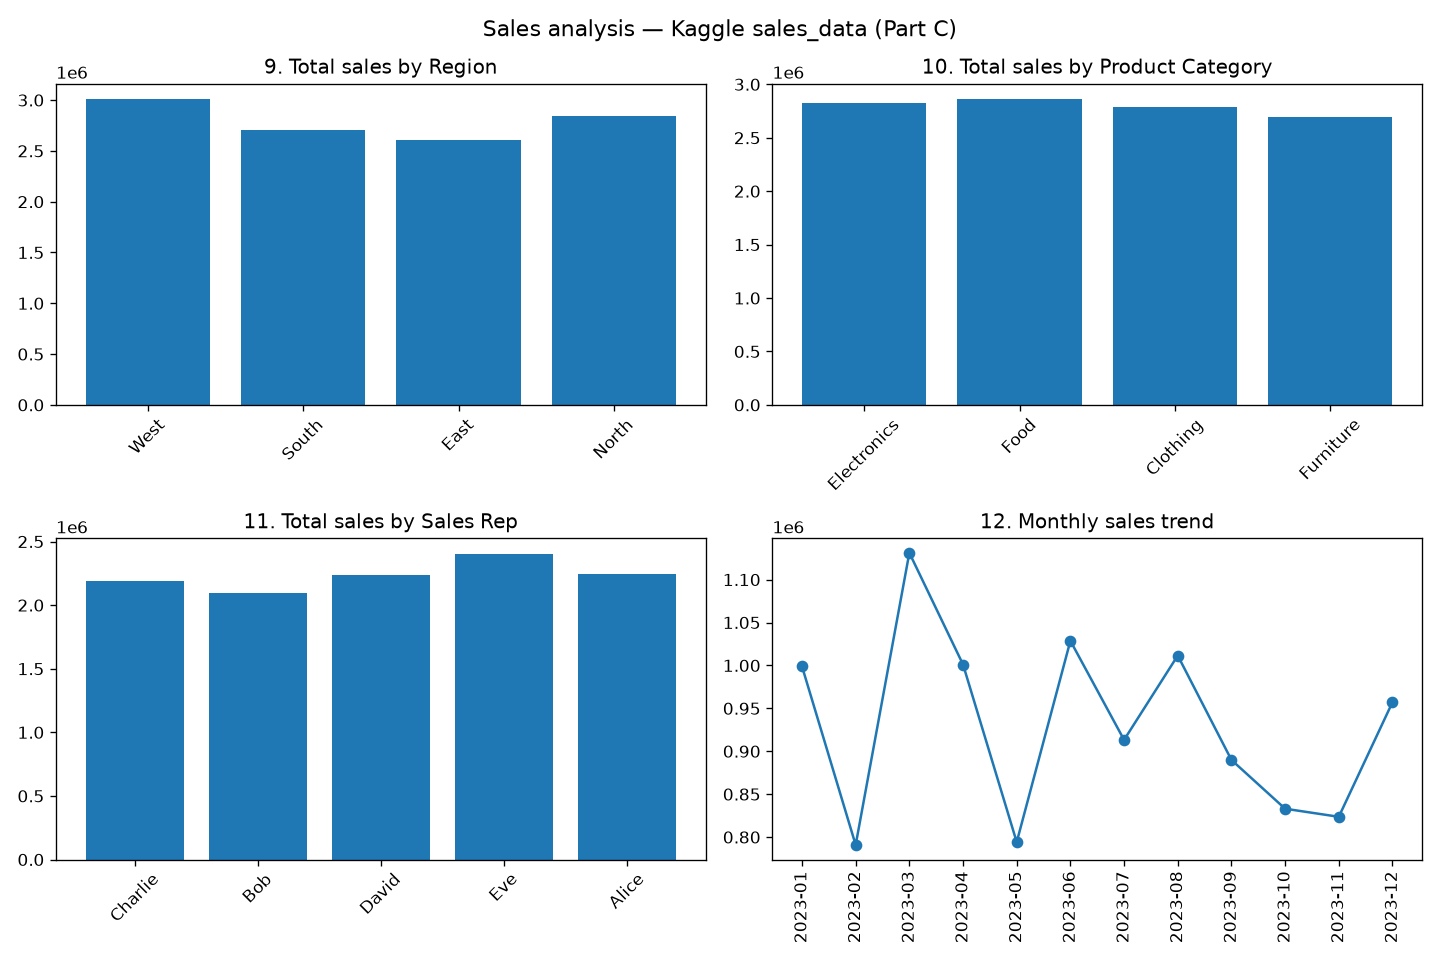 Sales analysis — Kaggle sales_data (Part C)
9. Total sales by Region
1e6
3.0
2.5
2.0
1.5
1.0
0.5
0.0
West
South
East
North
10. Total sales by Product Category
1e6
3.0
2.5
2.0
1.5
1.0
0.5
0.0
Electronics
Food
Clothing
Furniture
11. Total sales by Sales Rep
1e6
2.5
2.0
1.5
1.0
0.5
0.0
Charlie
Bob
David
Eve
Alice
12. Monthly sales trend
1e6
1.10
1.05
1.00
0.95
0.90
0.85
0.80
2023-01
2023-02
2023-03
2023-04
2023-05
2023-06
2023-07
2023-08
2023-09
2023-10
2023-11
2023-12